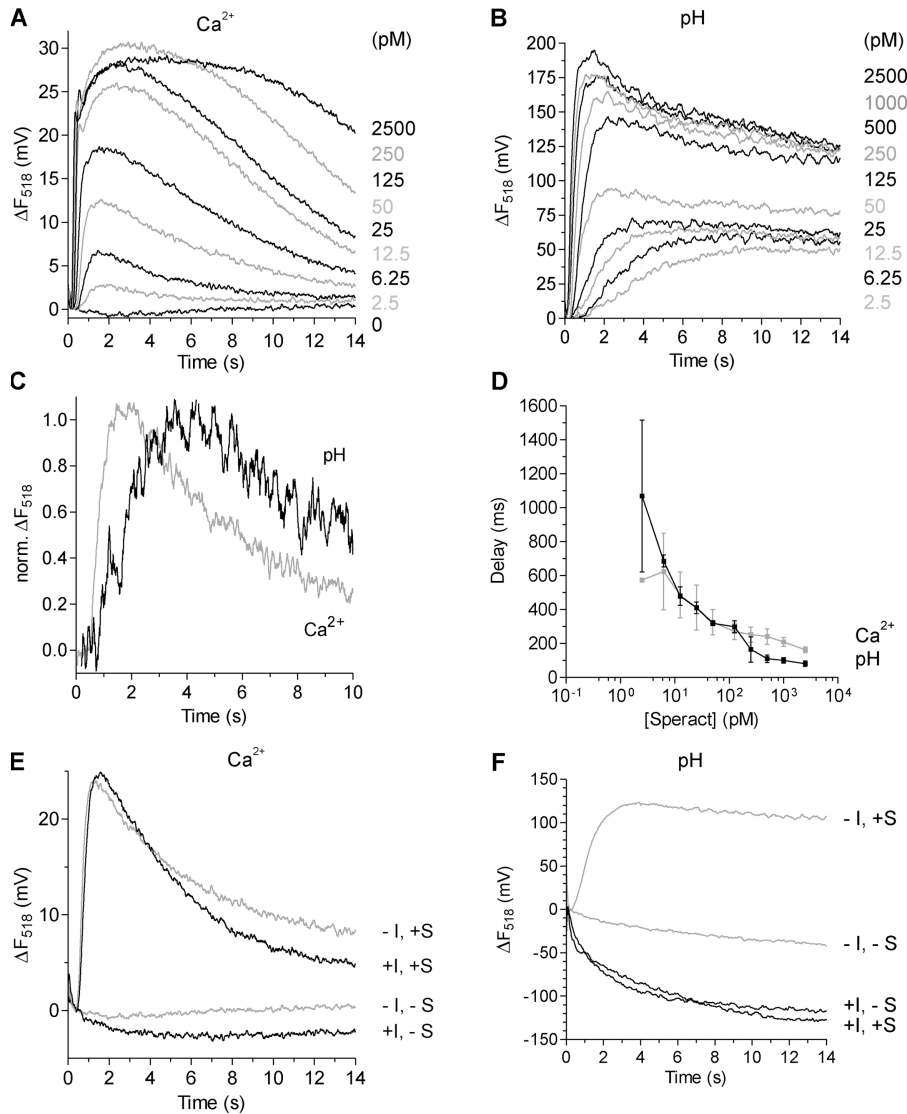 A
Ca²⁺
(pM)
ΔF₅₁₈ (mV)
30
25
20
15
10
5
0
0 2 4 6 8 10 12 14
Time (s)
2500
250
125
50
25
12.5
6.25
2.5
0
B
pH
(pM)
ΔF₅₁₈ (mV)
200
175
150
125
100
75
50
25
0
0 2 4 6 8 10 12 14
Time (s)
2500
1000
500
250
125
50
25
12.5
6.25
2.5
C
norm. ΔF₅₁₈
1.0
0.8
0.6
0.4
0.2
0.0
0 2 4 6 8 10
Time (s)
pH
Ca²⁺
D
Delay (ms)
1600
1400
1200
1000
800
600
400
200
0
10⁻¹ 10⁰ 10¹ 10² 10³ 10⁴
[Speract] (pM)
Ca²⁺
pH
E
Ca²⁺
ΔF₅₁₈ (mV)
20
10
0
0 2 4 6 8 10 12 14
Time (s)
- I, +S
+I, +S
- I, - S
+I, - S
F
pH
ΔF₅₁₈ (mV)
150
100
50
0
-50
-100
-150
0 2 4 6 8 10 12 14
Time (s)
- I, +S
- I, - S
+I, - S
+I, +S